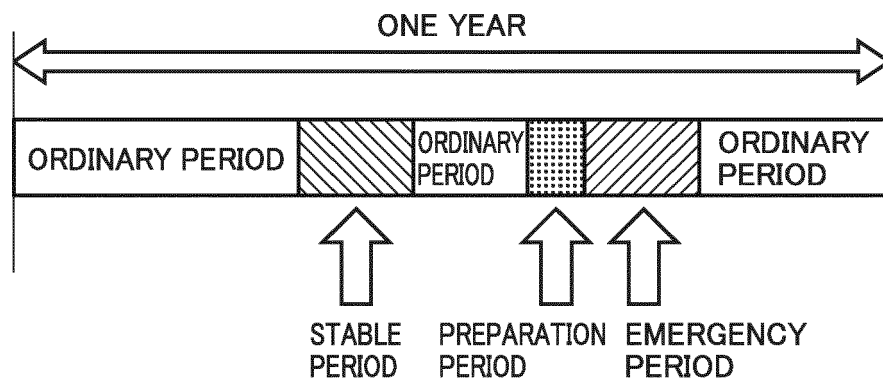 ONE YEAR
ORDINARY PERIOD
ORDINARY
PERIOD
ORDINARY
PERIOD
STABLE
PERIOD
PREPARATION
PERIOD
EMERGENCY
PERIOD